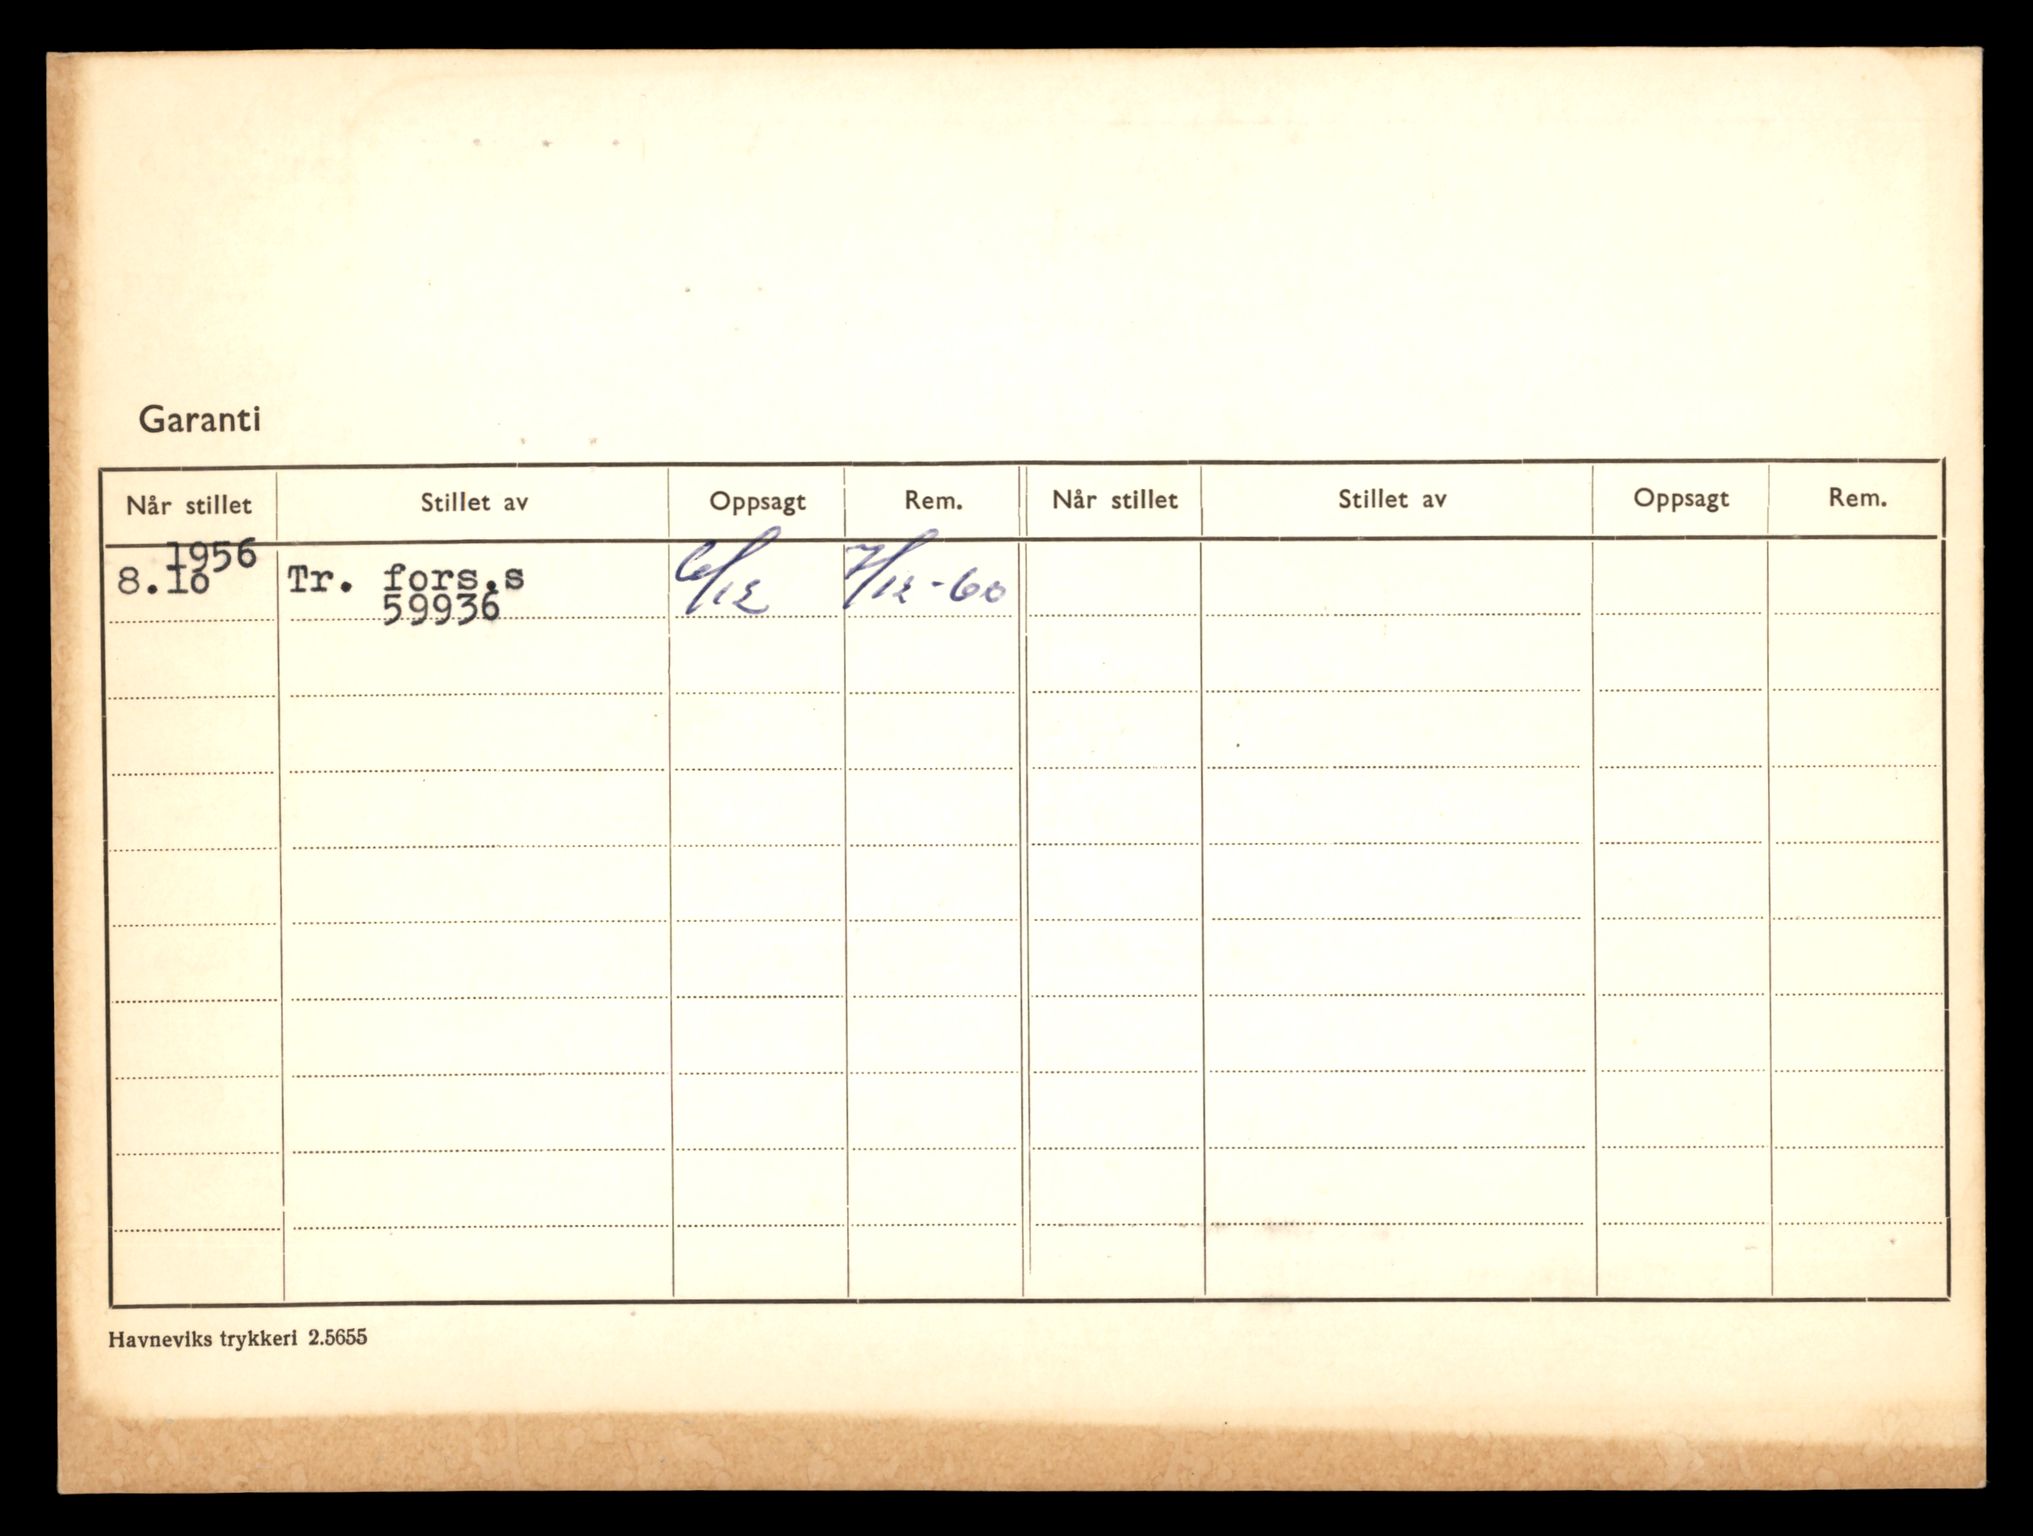 Garanti
Når stillet Stillet av Oppsagt Rem. Når stillet Stillet av Oppsagt Rem.
1956
8.10 Tr. fors.s 6/12 7/12-60
59936
Havneviks trykkeri 2.5655